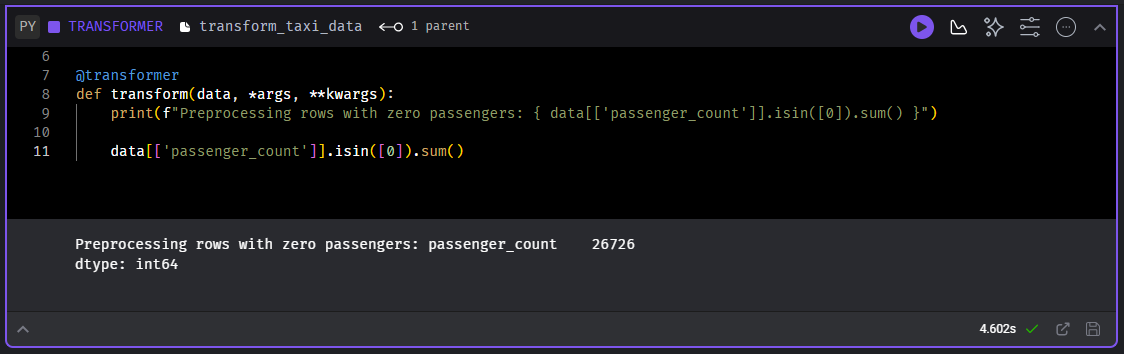 PY TRANSFORMER transform_taxi_data 1 parent
6
7 @transformer
8 def transform(data, *args, **kwargs):
9     print(f"Preprocessing rows with zero passengers: { data[['passenger_count']].isin([0]).sum() }")
10
11     data[['passenger_count']].isin([0]).sum()
Preprocessing rows with zero passengers: passenger_count    26726
dtype: int64
4.602s